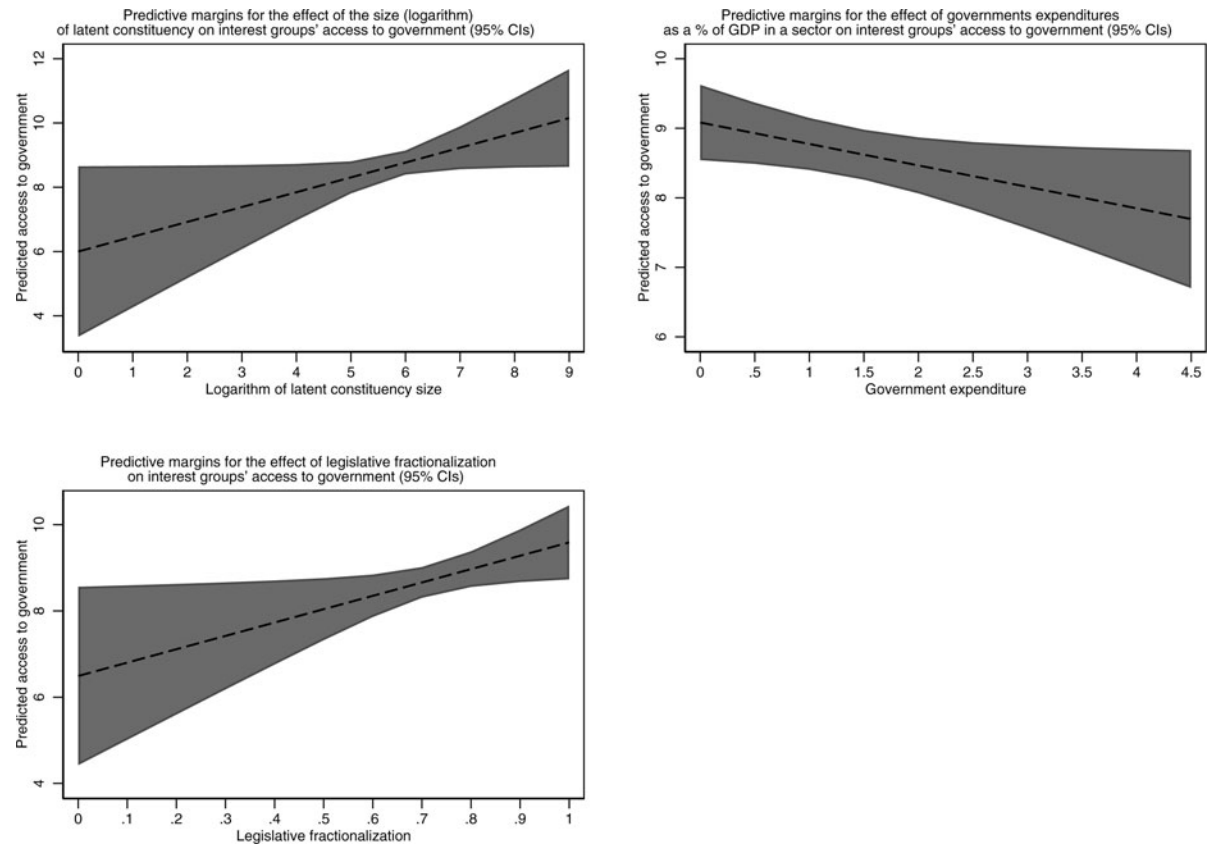 Predictive margins for the effect of the size (logarithm)
of latent constituency on interest groups' access to government (95% CIs)
12
10
8
6
4
Predicted access to government
0 1 2 3 4 5 6 7 8 9
Logarithm of latent constituency size
Predictive margins for the effect of governments expenditures
as a % of GDP in a sector on interest groups' access to government (95% CIs)
10
9
8
7
6
Predicted access to government
0 .5 1 1.5 2 2.5 3 3.5 4 4.5
Government expenditure
Predictive margins for the effect of legislative fractionalization
on interest groups' access to government (95% CIs)
10
8
6
4
Predicted access to government
0 .1 .2 .3 .4 .5 .6 .7 .8 .9 1
Legislative fractionalization